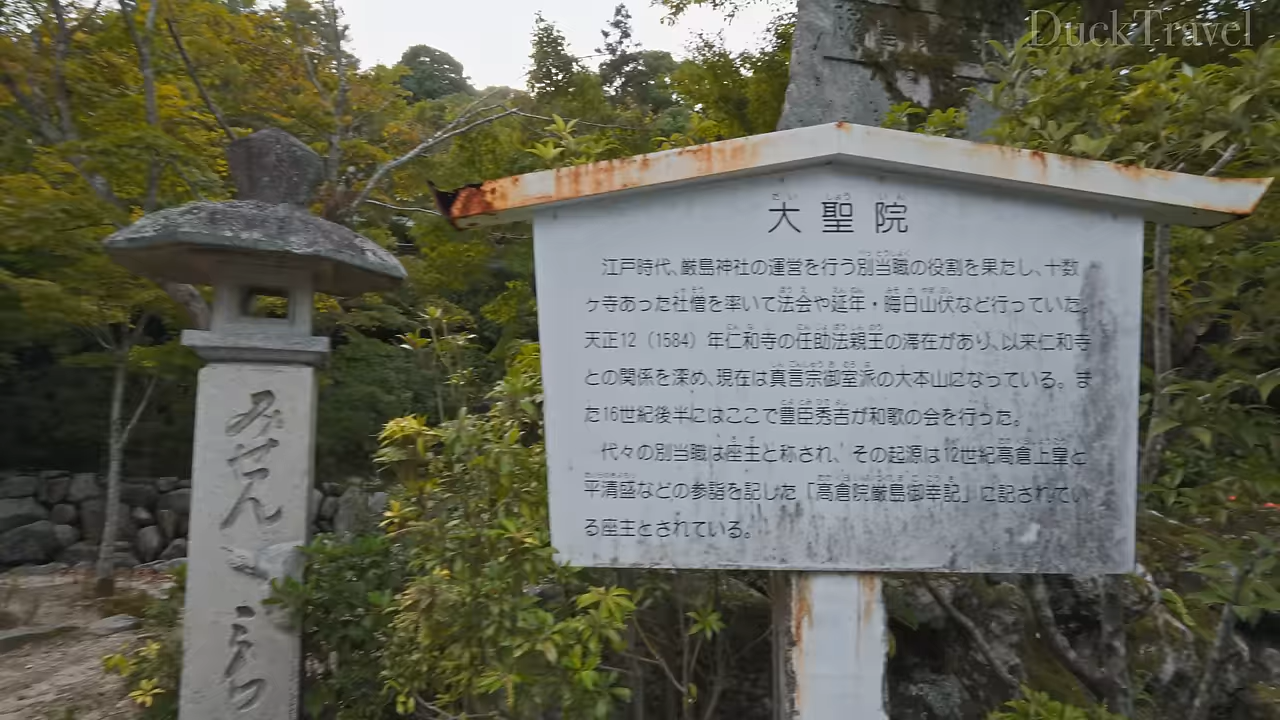 DuckTravel
大聖院
江戸時代、厳島神社の運営を行う別当職の役割を果たし、十数
ヶ寺あった社僧を率いて法会や延年・晦日山伏など行っていた。
天正12（1584）年仁和寺の任助法親王の滞在があり、以来仁和寺
との関係を深め、現在は真言宗御室派の大本山になっている。ま
た16世紀後半にはここで豊臣秀吉が和歌の会を行った。
代々の別当職は座主と称され、その起源は12世紀高倉上皇と
平清盛などの参詣を記した「高倉院厳島御幸記」に記されてい
る座主とされている。
みせん